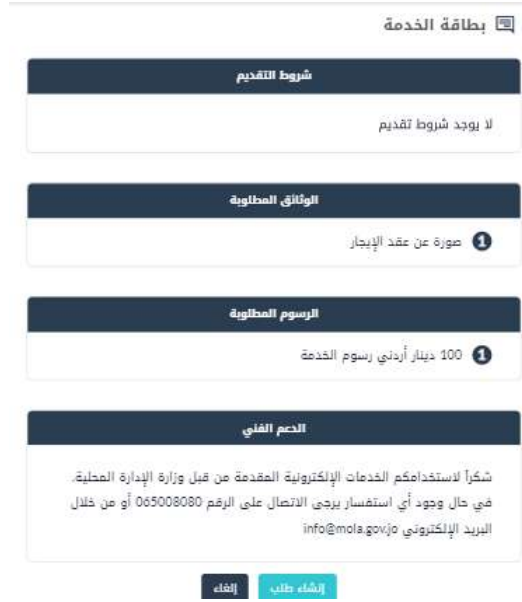 بطاقة الخدمة
شروط التقديم
لا يوجد شروط تقديم
الوثائق المطلوبة
1 صورة عن عقد الإيجار
الرسوم المطلوبة
1 100 دينار أردني رسوم الخدمة
الدعم الفني
شكراً لاستخدامكم الخدمات الإلكترونية المقدمة من قبل وزارة الإدارة المحلية.
في حال وجود أي استفسار يرجى الاتصال على الرقم 065008080 أو من خلال
البريد الإلكتروني info@mola.gov.jo
إنشاء طلب
إلغاء